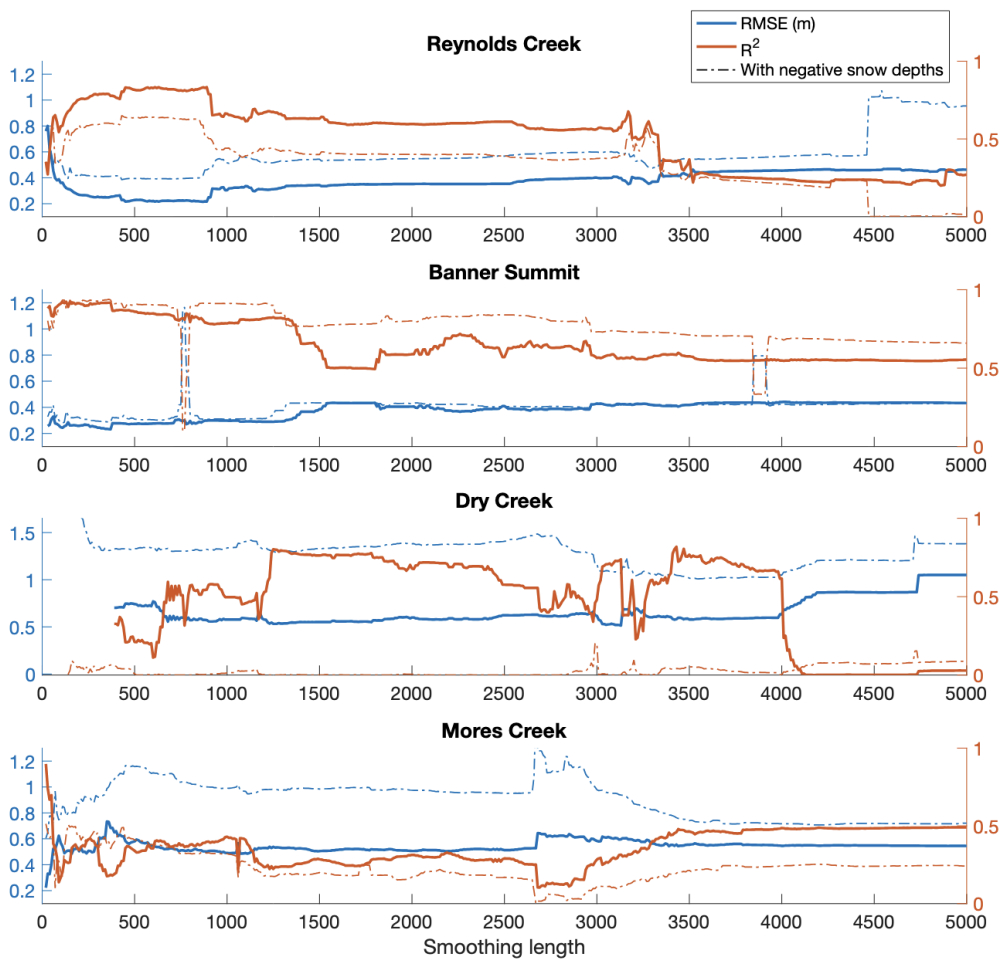 RMSE (m)
R²
With negative snow depths
Reynolds Creek
1.2
1
0.8
0.6
0.4
0.2
1
0.5
0
0 500 1000 1500 2000 2500 3000 3500 4000 4500 5000
Banner Summit
1.2
1
0.8
0.6
0.4
0.2
1
0.5
0
0 500 1000 1500 2000 2500 3000 3500 4000 4500 5000
Dry Creek
1.5
1
0.5
0
1
0.5
0
0 500 1000 1500 2000 2500 3000 3500 4000 4500 5000
Mores Creek
1.2
1
0.8
0.6
0.4
0.2
1
0.5
0
0 500 1000 1500 2000 2500 3000 3500 4000 4500 5000
Smoothing length